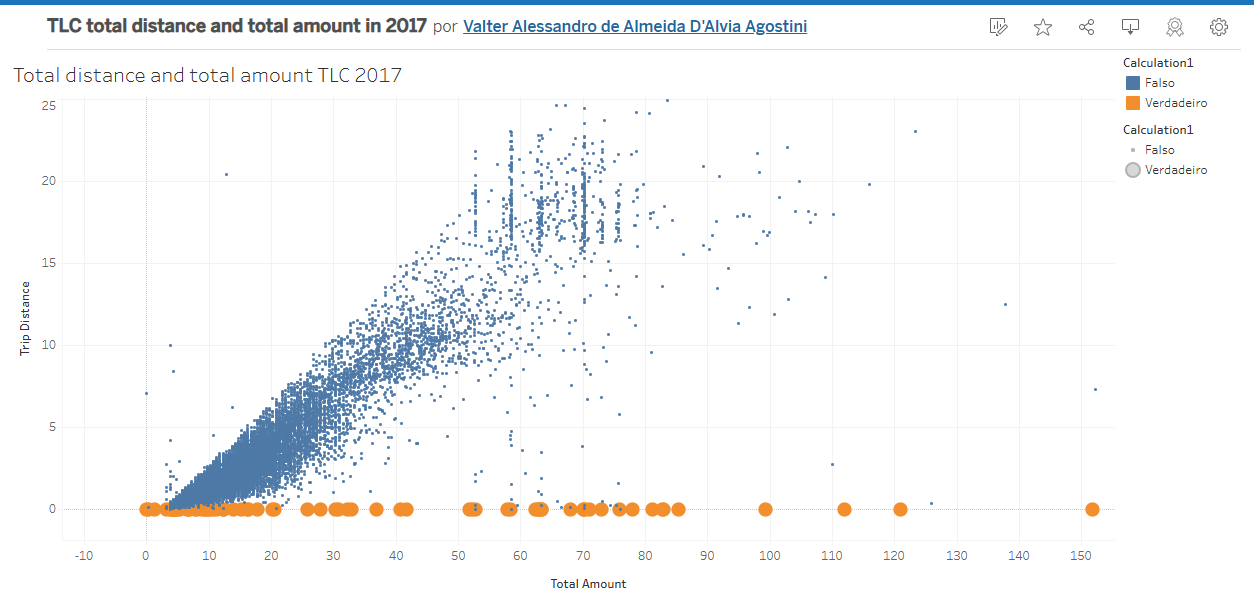 TLC total distance and total amount in 2017 por Valter Alessandro de Almeida D'Alvia Agostini
Total distance and total amount TLC 2017
Calculation1
Falso
Verdadeiro
Calculation1
Falso
Verdadeiro
Trip Distance
25
20
15
10
5
0
-10 0 10 20 30 40 50 60 70 80 90 100 110 120 130 140 150
Total Amount